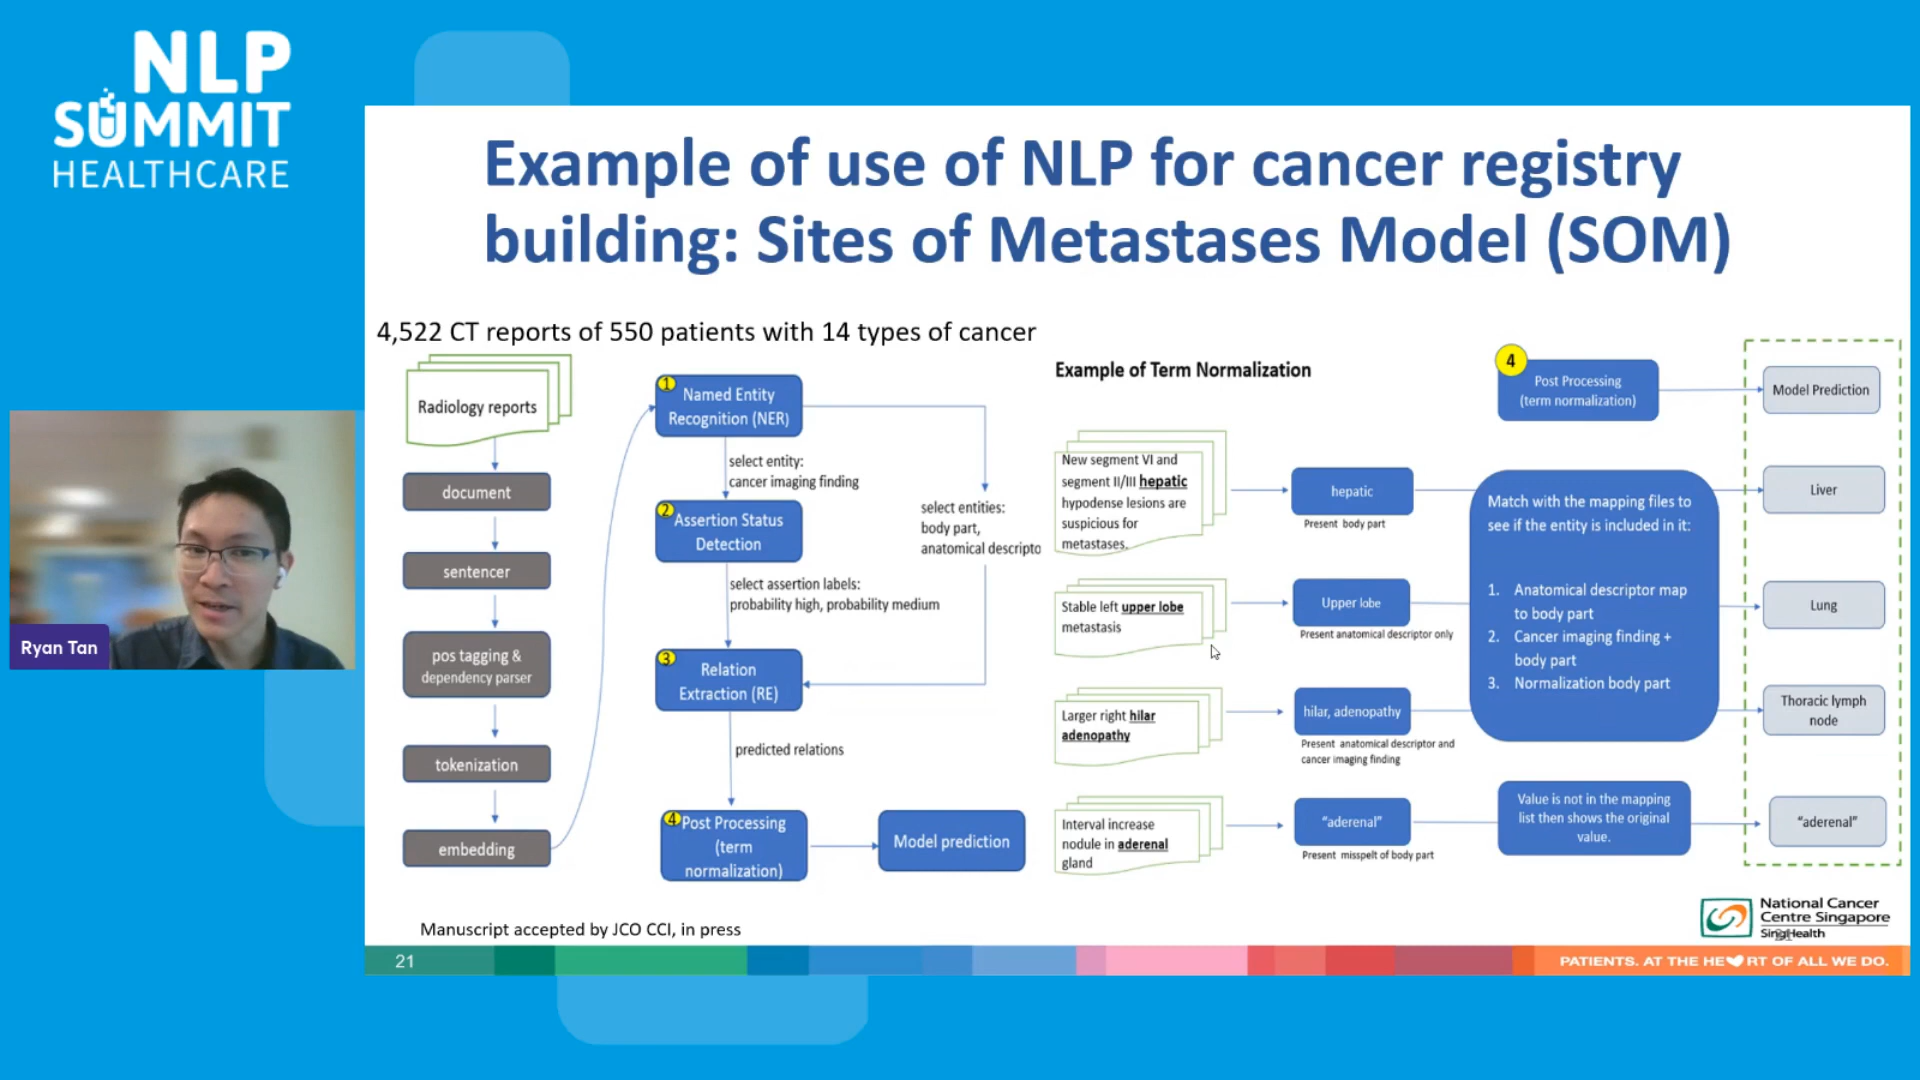 NLP
SUMMIT
HEALTHCARE
Example of use of NLP for cancer registry
building: Sites of Metastases Model (SOM)
4,522 CT reports of 550 patients with 14 types of cancer
Radiology reports
document
sentencer
pos tagging &
dependency parser
tokenization
embedding
1
Named Entity
Recognition (NER)
select entity:
cancer imaging finding
2
Assertion Status
Detection
select entities:
body part,
anatomical descripto
select assertion labels:
probability high, probability medium
3
Relation
Extraction (RE)
predicted relations
4
Post Processing
(term
normalization)
Model prediction
Example of Term Normalization
4
Post Processing
(term normalization)
Model Prediction
New segment VI and
segment II/III hepatic
hypodense lesions are
suspicious for
metastases.
hepatic
Present body part
Stable left upper lobe
metastasis
Upper lobe
Present anatomical descriptor only
Larger right hilar
adenopathy
hilar, adenopathy
Present anatomical descriptor and
cancer imaging finding
Interval increase
nodule in aderenal
gland
"aderenal"
Present misspelt of body part
Match with the mapping files to
see if the entity is included in it:
1. Anatomical descriptor map
to body part
2. Cancer imaging finding +
body part
3. Normalization body part
Value is not in the mapping
list then shows the original
value.
Liver
Lung
Thoracic lymph
node
"aderenal"
Ryan Tan
Manuscript accepted by JCO CCI, in press
National Cancer
Centre Singapore
SingHealth
21
PATIENTS. AT THE HE RT OF ALL WE DO.